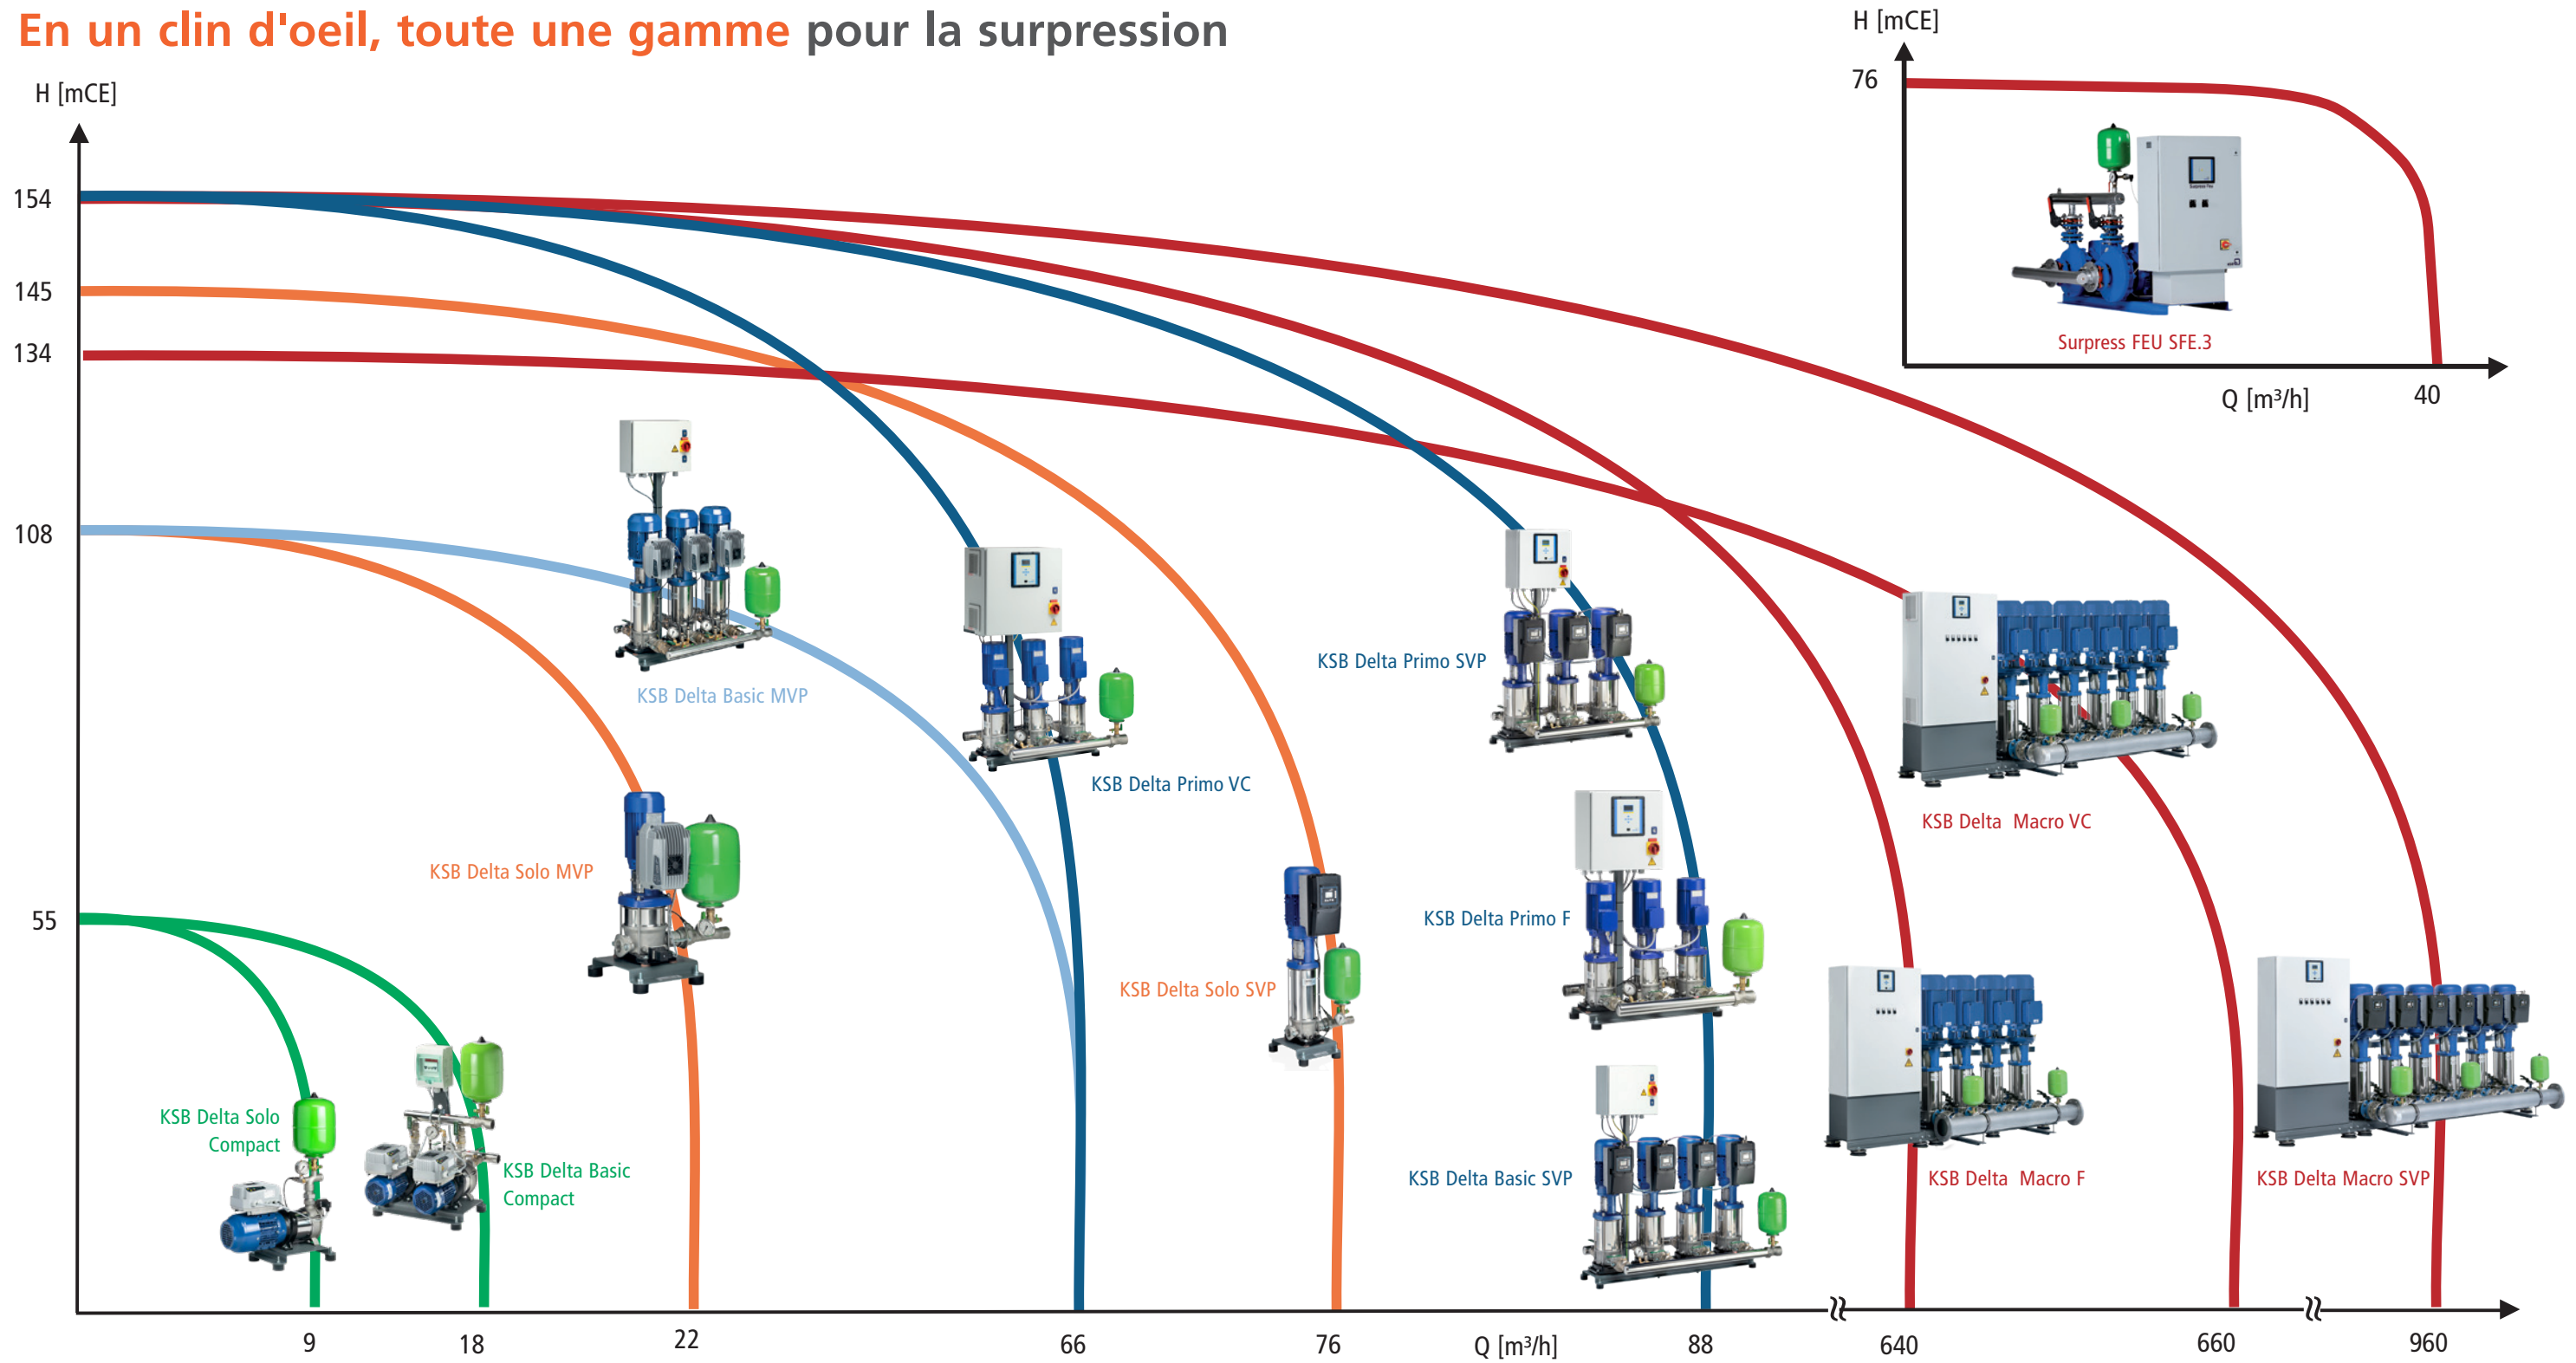 En un clin d'oeil, toute une gamme pour la surpression
H [mCE]
154
145
134
108
55
H [mCE]
76
Surpress FEU SFE.3
Q [m³/h]
40
KSB Delta Basic MVP
KSB Delta Primo SVP
KSB Delta Primo VC
KSB Delta Macro VC
KSB Delta Solo MVP
KSB Delta Primo F
KSB Delta Solo SVP
KSB Delta Solo
Compact
KSB Delta Basic
Compact
KSB Delta Basic SVP
KSB Delta Macro F
KSB Delta Macro SVP
9
18
22
66
76
Q [m³/h]
88
640
660
960